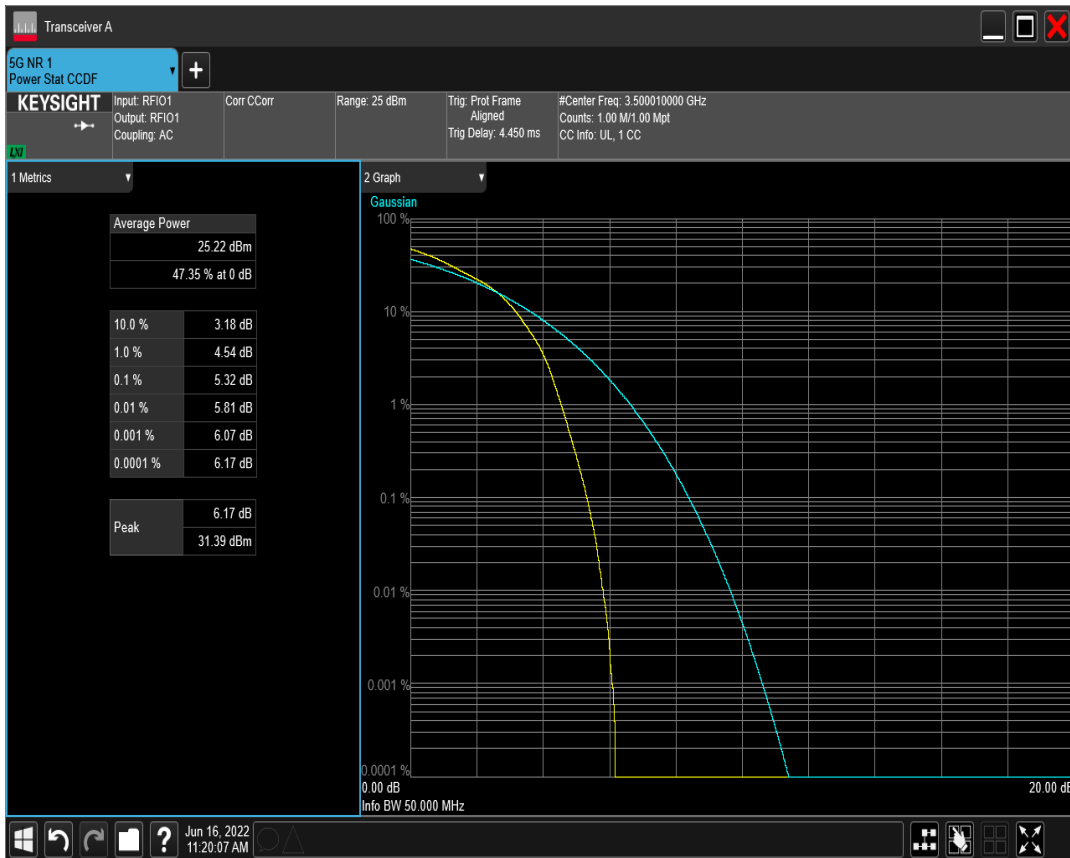 Transceiver A
5G NR 1
Power Stat CCDF
KEYSIGHT
LXI
Input: RFIO1
Output: RFIO1
Coupling: AC
Corr CCorr
Range: 25 dBm
Trig: Prot Frame
Aligned
Trig Delay: 4.450 ms
#Center Freq: 3.500010000 GHz
Counts: 1.00 M/1.00 Mpt
CC Info: UL, 1 CC
1 Metrics
Average Power
25.22 dBm
47.35 % at 0 dB
10.0 % 3.18 dB
1.0 % 4.54 dB
0.1 % 5.32 dB
0.01 % 5.81 dB
0.001 % 6.07 dB
0.0001 % 6.17 dB
Peak
6.17 dB
31.39 dBm
2 Graph
Gaussian
100 %
10 %
1 %
0.1 %
0.01 %
0.001 %
0.0001 %
0.00 dB 20.00 dB
Info BW 50.000 MHz
?
Jun 16, 2022
11:20:07 AM